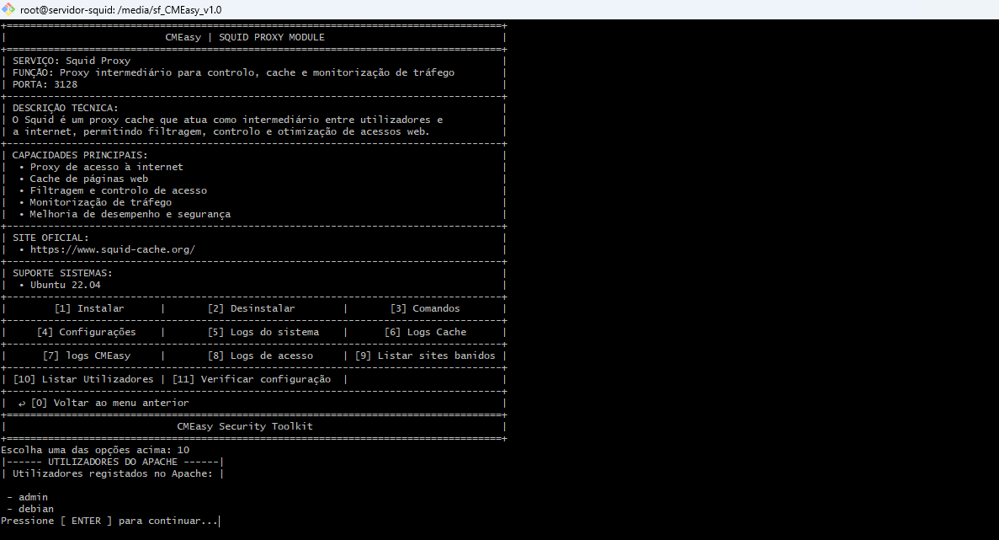 root@servidor-squid: /media/sf_CMEasy_v1.0
+====================================================================================+
|                           CMEasy | SQUID PROXY MODULE                              |
+====================================================================================+
| SERVIÇO: Squid Proxy                                                               |
| FUNÇÃO: Proxy intermediário para controlo, cache e monitorização de tráfego        |
| PORTA: 3128                                                                        |
+------------------------------------------------------------------------------------+
| DESCRIÇÃO TÉCNICA:                                                                 |
| O Squid é um proxy cache que atua como intermediário entre utilizadores e          |
| a internet, permitindo filtragem, controlo e otimização de acessos web.            |
+------------------------------------------------------------------------------------+
| CAPACIDADES PRINCIPAIS:                                                            |
|  • Proxy de acesso à internet                                                      |
|  • Cache de páginas web                                                            |
|  • Filtragem e controlo de acesso                                                  |
|  • Monitorização de tráfego                                                        |
|  • Melhoria de desempenho e segurança                                              |
+------------------------------------------------------------------------------------+
| SITE OFICIAL:                                                                      |
|  • https://www.squid-cache.org/                                                    |
+------------------------------------------------------------------------------------+
| SUPORTE SISTEMAS:                                                                  |
|  • Ubuntu 22.04                                                                    |
+------------------------------------------------------------------------------------+
|        [1] Instalar      |       [2] Desinstalar        |       [3] Comandos       |
+------------------------------------------------------------------------------------+
|     [4] Configurações    |       [5] Logs do sistema    |      [6] Logs Cache      |
+------------------------------------------------------------------------------------+
|      [7] logs CMEasy     |       [8] Logs de acesso     | [9] Listar sites banidos |
+------------------------------------------------------------------------------------+
| [10] Listar Utilizadores | [11] Verificar configuração  |                          |
+------------------------------------------------------------------------------------+
|  ↩ [0] Voltar ao menu anterior                                                     |
+====================================================================================+
|                             CMEasy Security Toolkit                                |
+====================================================================================+
Escolha uma das opções acima: 10
|------ UTILIZADORES DO APACHE ------|
| Utilizadores registados no Apache: |
- admin
- debian
Pressione [ ENTER ] para continuar...